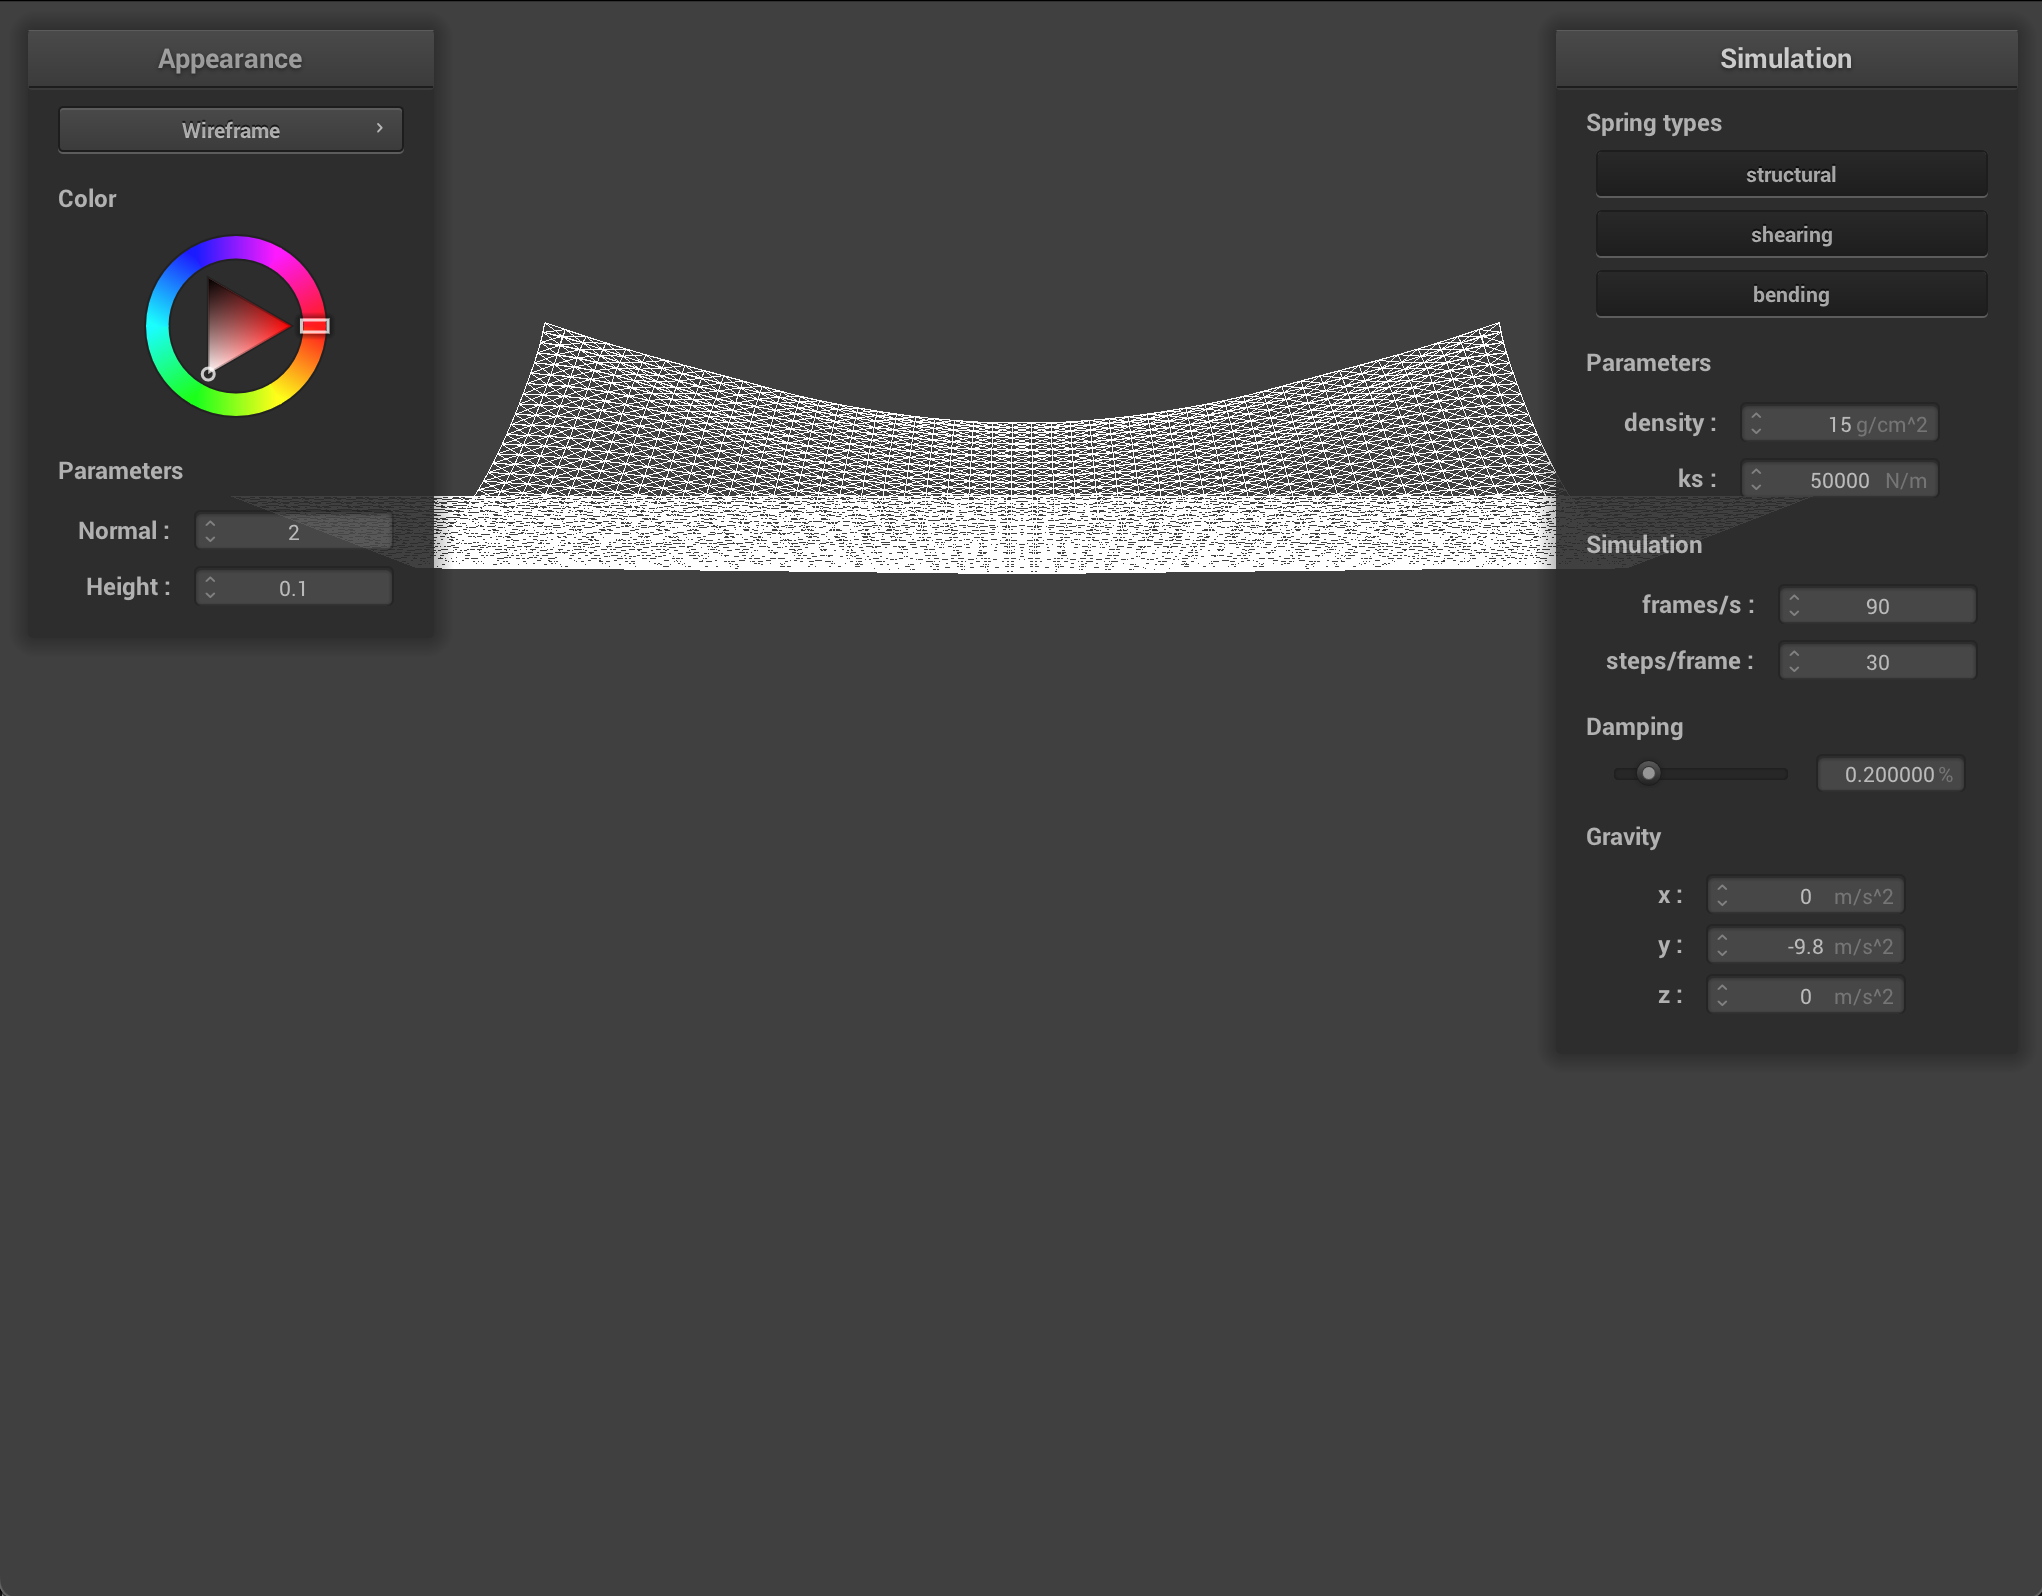 Appearance
Wireframe
Color
Parameters
Normal : 2
Height : 0.1
Simulation
Spring types
structural
shearing
bending
Parameters
density : 15 g/cm^2
ks : 50000 N/m
Simulation
frames/s : 90
steps/frame : 30
Damping
0.200000 %
Gravity
x : 0 m/s^2
y : -9.8 m/s^2
z : 0 m/s^2